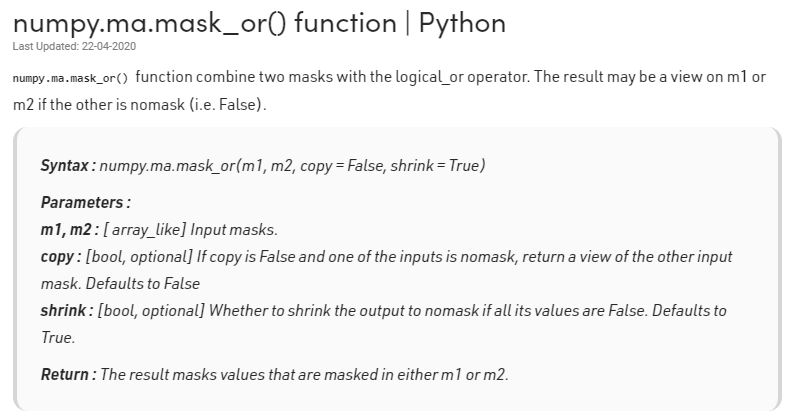 numpy.ma.mask_or() function | Python
Last Updated: 22-04-2020
numpy.ma.mask_or() function combine two masks with the logical_or operator. The result may be a view on m1 or
m2 if the other is nomask (i.e. False).
Syntax : numpy.ma.mask_or(m1, m2, copy = False, shrink = True)
Parameters :
m1, m2 : [ array_like] Input masks.
copy : [bool, optional] If copy is False and one of the inputs is nomask, return a view of the other input
mask. Defaults to False
shrink : [bool, optional] Whether to shrink the output to nomask if all its values are False. Defaults to
True.
Return : The result masks values that are masked in either m1 or m2.